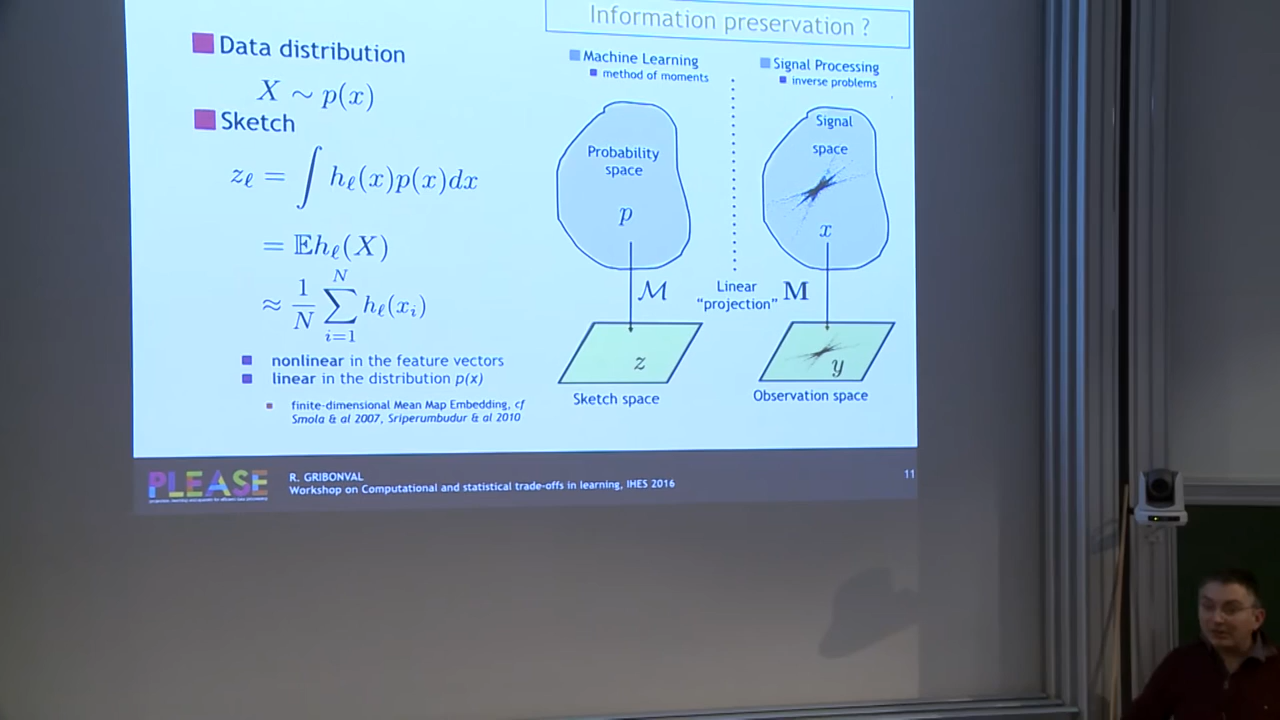 Information preservation ?
Data distribution
X ∼ p(x)
Sketch
z_ℓ = ∫ h_ℓ(x)p(x)dx
= 𝔼h_ℓ(X)
≈ 1/N ∑_{i=1}^{N} h_ℓ(x_i)
nonlinear in the feature vectors
linear in the distribution p(x)
finite-dimensional Mean Map Embedding, cf
Smola & al 2007, Sriperumbudur & al 2010
Machine Learning
method of moments
Probability
space
p
ℳ
z
Sketch space
Linear
"projection"
Signal Processing
inverse problems
Signal
space
x
M
y
Observation space
PLEASE
R. GRIBONVAL
Workshop on Computational and statistical trade-offs in learning, IHES 2016
11